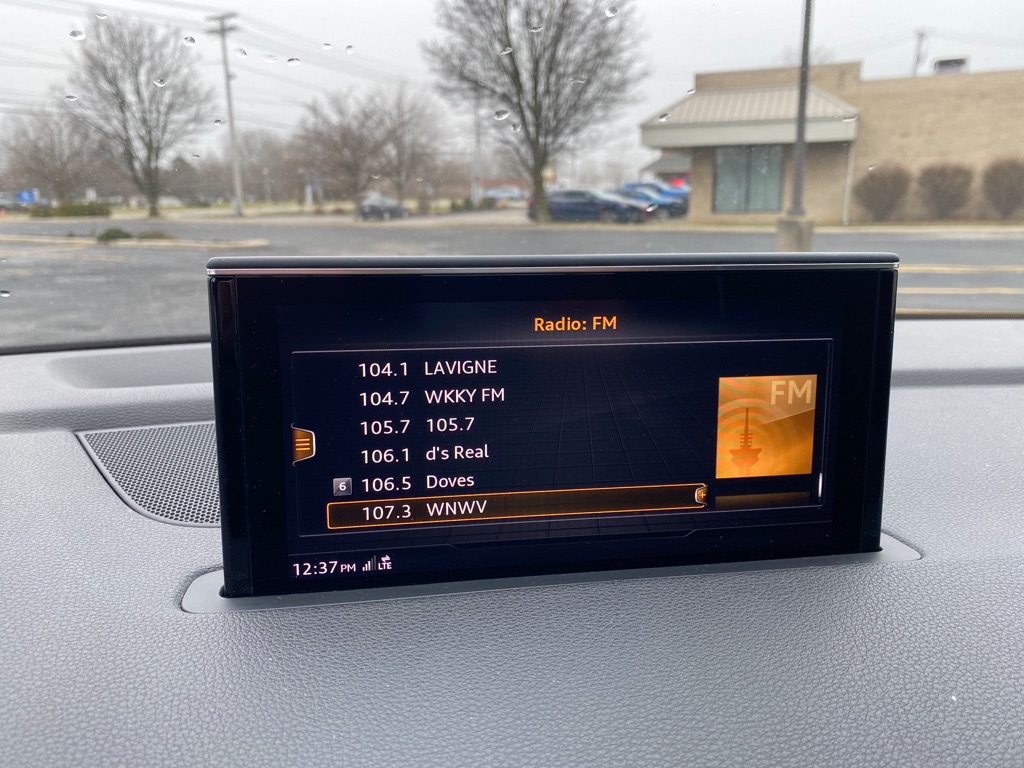 Radio: FM
104.1 LAVIGNE
104.7 WKKY FM
105.7 105.7
106.1 d's Real
6 106.5 Doves
107.3 WNWV
FM
12:37 PM LTE